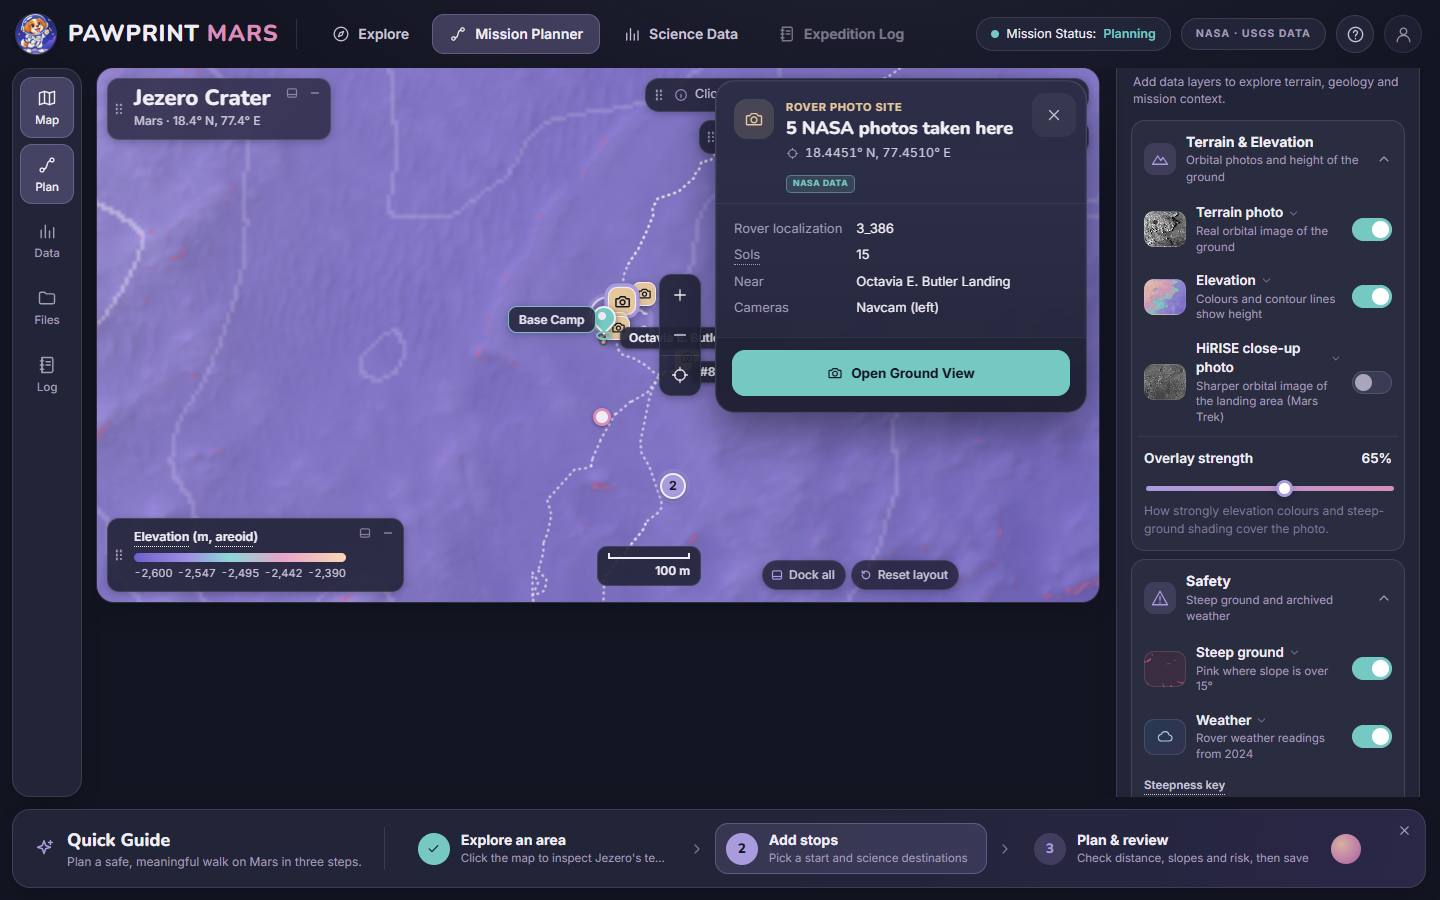 PAWPRINT MARS
Explore
Mission Planner
Science Data
Expedition Log
Mission Status: Planning
NASA · USGS DATA
Map
Plan
Data
Files
Log
Jezero Crater
Mars · 18.4° N, 77.4° E
Clic
ROVER PHOTO SITE
5 NASA photos taken here
18.4451° N, 77.4510° E
NASA DATA
Rover localization 3_386
Sols 15
Near Octavia E. Butler Landing
Cameras Navcam (left)
Open Ground View
Base Camp
#8
2
Elevation (m, areoid)
-2,600 -2,547 -2,495 -2,442 -2,390
100 m
Dock all
Reset layout
Add data layers to explore terrain, geology and
mission context.
Terrain & Elevation
Orbital photos and height of the
ground
Terrain photo
Real orbital image of the
ground
Elevation
Colours and contour lines
show height
HiRISE close-up
photo
Sharper orbital image of
the landing area (Mars
Trek)
Overlay strength 65%
How strongly elevation colours and steep-
ground shading cover the photo.
Safety
Steep ground and archived
weather
Steep ground
Pink where slope is over
15°
Weather
Rover weather readings
from 2024
Steepness key
Quick Guide
Plan a safe, meaningful walk on Mars in three steps.
Explore an area
Click the map to inspect Jezero's te...
2
Add stops
Pick a start and science destinations
3
Plan & review
Check distance, slopes and risk, then save